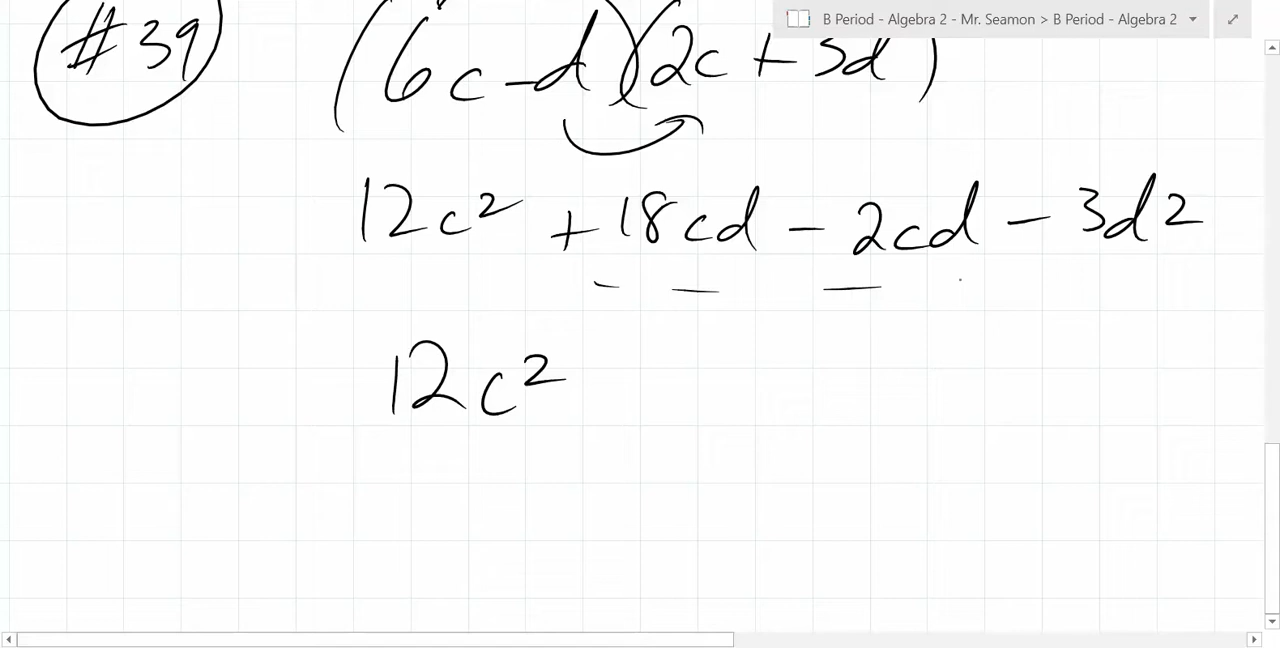 B Period - Algebra 2 - Mr. Seamon > B Period - Algebra 2
#39 (6c-d)(2c+3d)
12c² +18cd - 2cd - 3d2
12c²